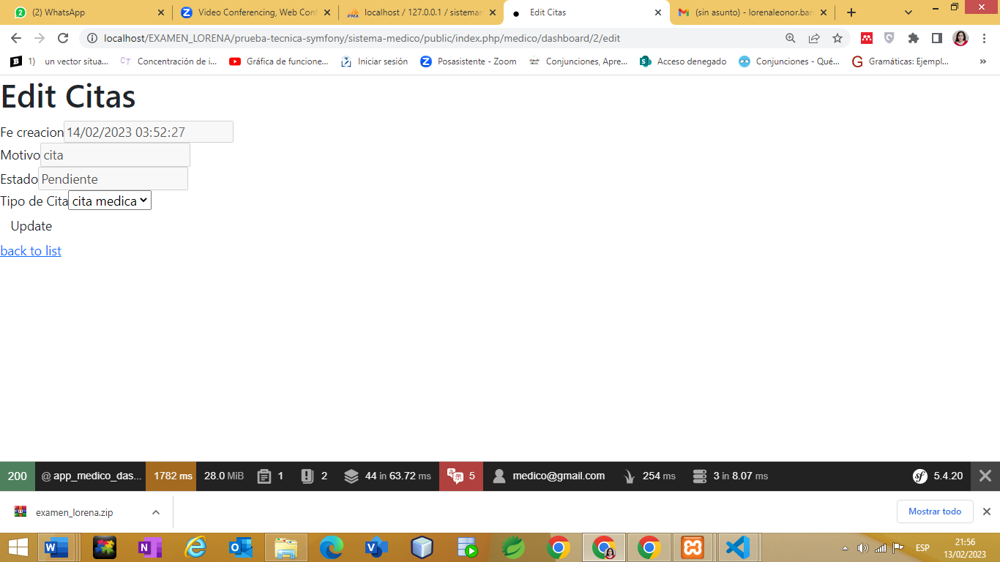 (2) WhatsApp
Video Conferencing, Web Conf
localhost / 127.0.0.1 / sistemar
Edit Citas
(sin asunto) - lorenaleonor.ban
localhost/EXAMEN_LORENA/prueba-tecnica-symfony/sistema-medico/public/index.php/medico/dashboard/2/edit
1) un vector situa...
Concentración de i...
Gráfica de funcione...
Iniciar sesión
Posasistente - Zoom
Conjunciones, Apre...
Acceso denegado
Conjunciones - Qué...
Gramáticas: Ejempl...
»
Edit Citas
Fe creacion 14/02/2023 03:52:27
Motivo cita
Estado Pendiente
Tipo de Cita cita medica
Update
back to list
200 @ app_medico_das... 1782 ms 28.0 MiB 1 2 44 in 63.72 ms 5 medico@gmail.com 254 ms 3 in 8.07 ms 5.4.20
examen_lorena.zip
Mostrar todo
ESP
21:56
13/02/2023